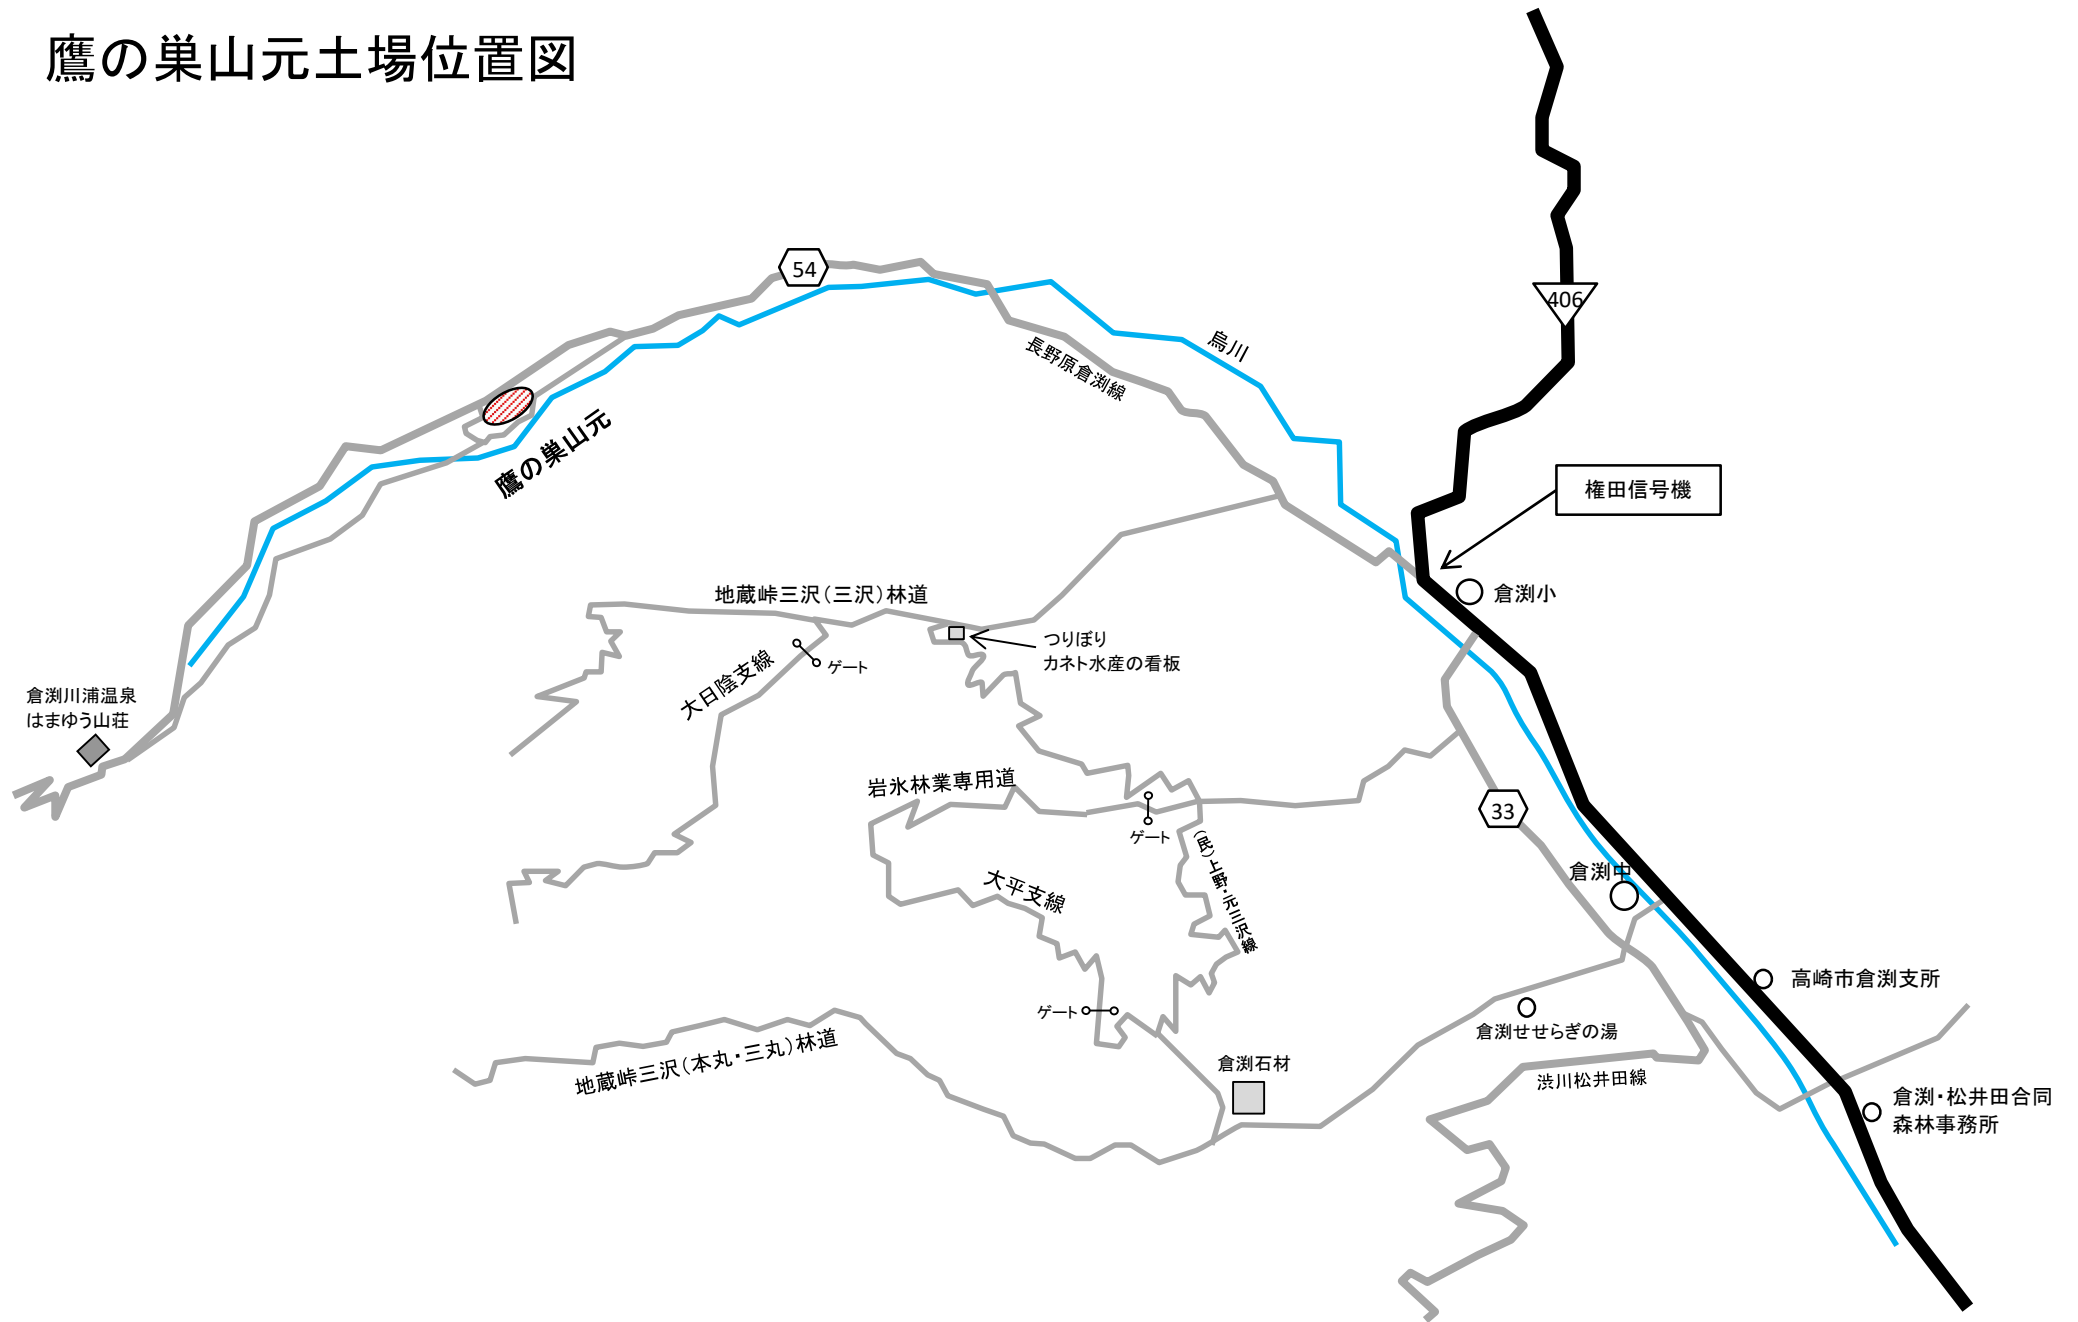 鷹の巣山元土場位置図
54
406
烏川
長野原倉渕線
鷹の巣山元
権田信号機
倉渕小
地蔵峠三沢(三沢)林道
つりぼり
カネト水産の看板
ゲート
大日陰支線
倉渕川浦温泉
はまゆう山荘
岩氷林業専用道
33
ゲート
(民)上野・元三沢線
倉渕中
大平支線
高崎市倉渕支所
ゲート
倉渕せせらぎの湯
地蔵峠三沢(本丸・三丸)林道
倉渕石材
渋川松井田線
倉渕・松井田合同
森林事務所